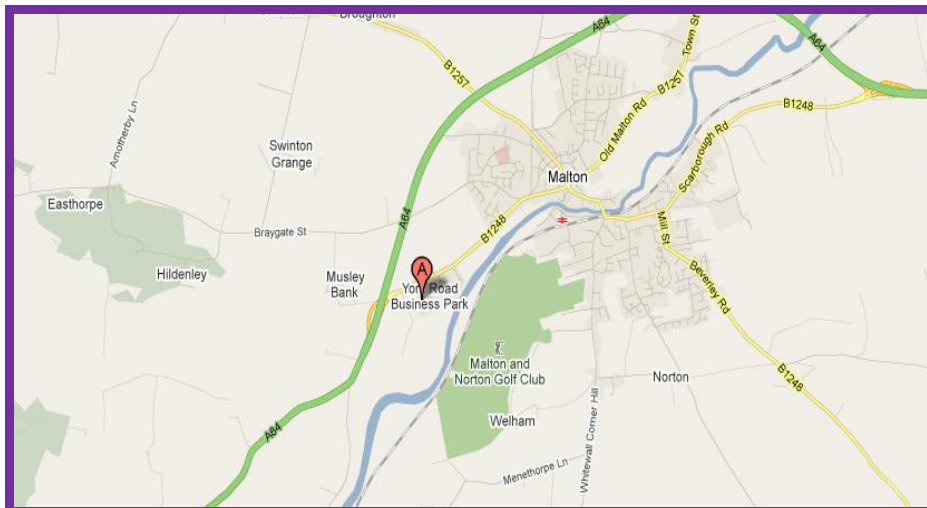 Broughton
A64
Town St
A64
B1257
B1257
B1248
Amotherby Ln
Old Malton Rd
Scarborough Rd
Swinton
Grange
Malton
Easthorpe
A64
Braygate St
B1248
Mill St
Hildenley
Musley
Bank
A
York Road
Business Park
Beverley Rd
Malton and
Norton Golf Club
Norton
B1248
Welham
A64
Whitewall Corner Hill
Menethorpe Ln